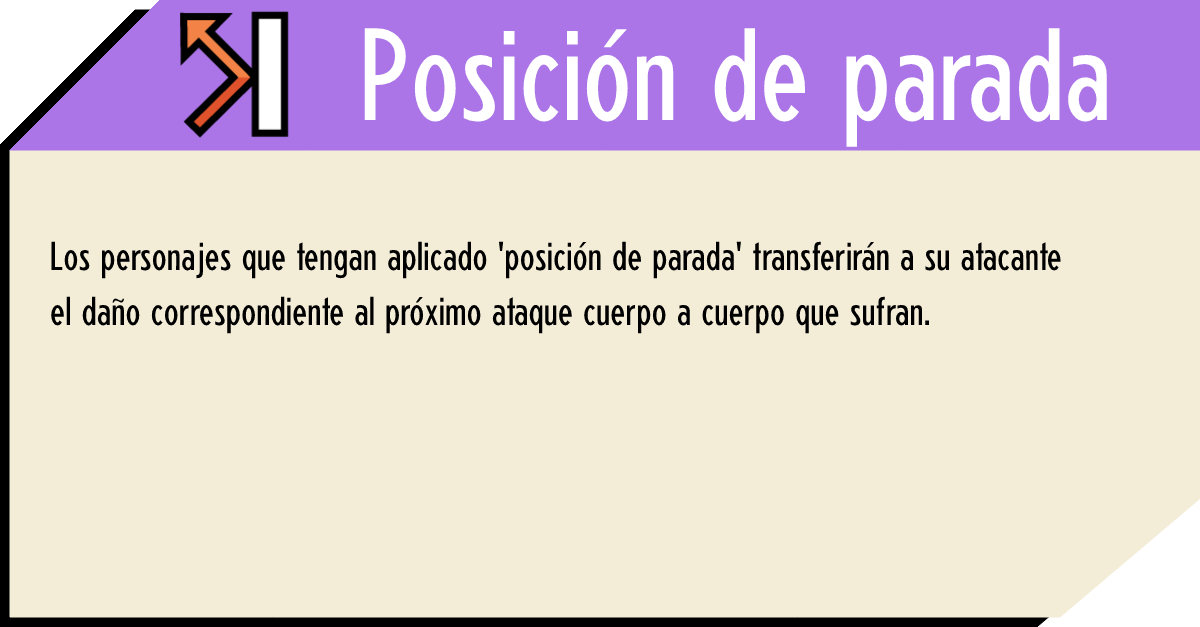 Posición de parada
Los personajes que tengan aplicado 'posición de parada' transferirán a su atacante
el daño correspondiente al próximo ataque cuerpo a cuerpo que sufran.